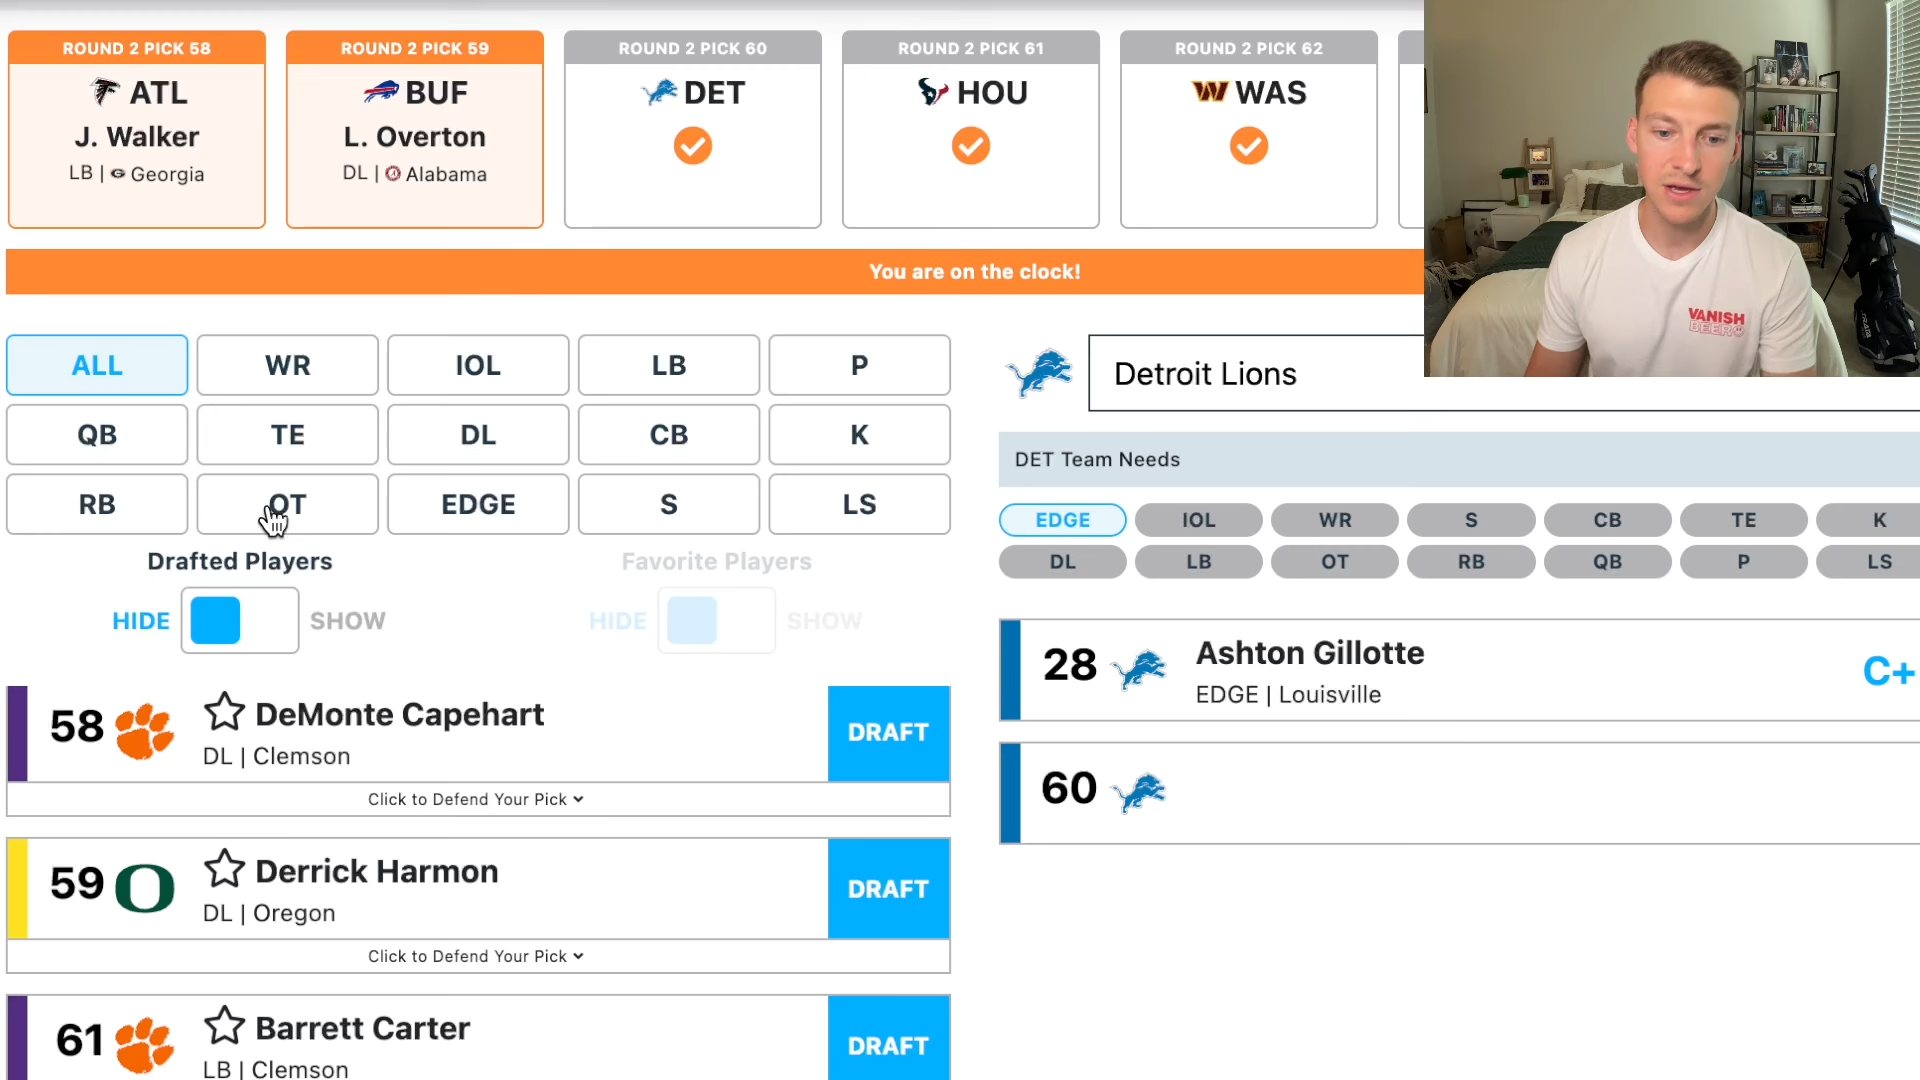 ROUND 2 PICK 58
ATL
J. Walker
LB | Georgia
ROUND 2 PICK 59
BUF
L. Overton
DL | Alabama
ROUND 2 PICK 60
DET
ROUND 2 PICK 61
HOU
ROUND 2 PICK 62
WAS
VANISH
BEER
You are on the clock!
ALL
WR
IOL
LB
P
QB
TE
DL
CB
K
RB
OT
EDGE
S
LS
Drafted Players
HIDE
SHOW
Favorite Players
HIDE
SHOW
58
DeMonte Capehart
DL | Clemson
DRAFT
Click to Defend Your Pick
59
Derrick Harmon
DL | Oregon
DRAFT
Click to Defend Your Pick
61
Barrett Carter
LB | Clemson
DRAFT
Detroit Lions
DET Team Needs
EDGE
IOL
WR
S
CB
TE
K
DL
LB
OT
RB
QB
P
LS
28
Ashton Gillotte
EDGE | Louisville
C+
60